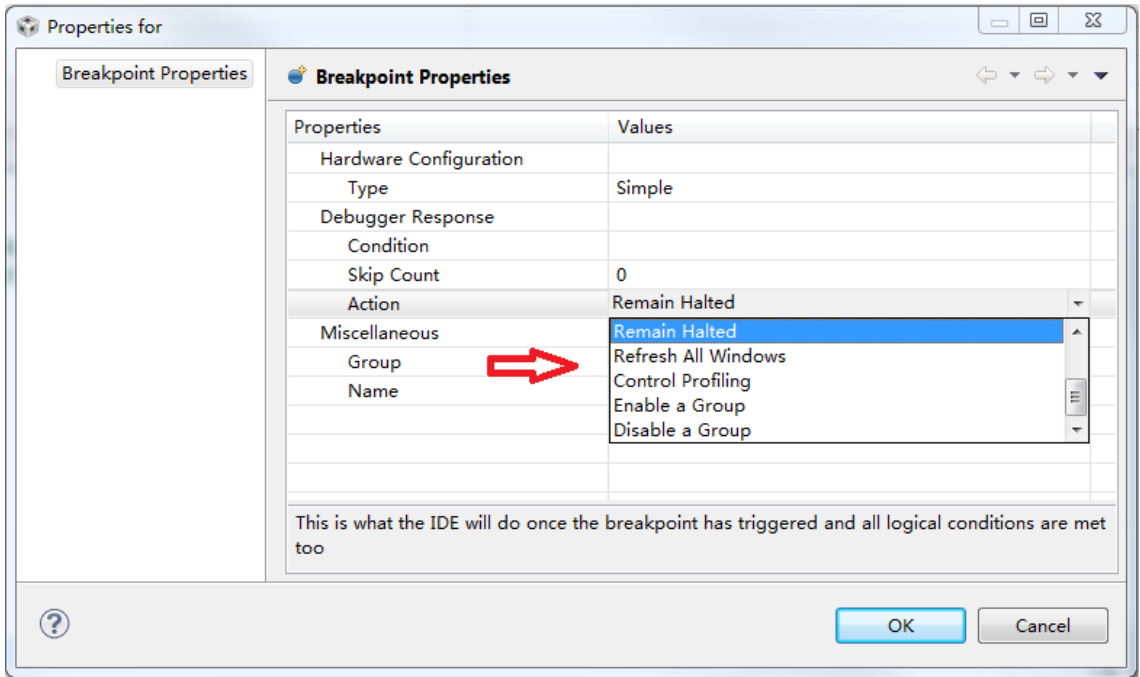 Properties for
Breakpoint Properties
Breakpoint Properties
Properties Values
Hardware Configuration
Type Simple
Debugger Response
Condition
Skip Count 0
Action Remain Halted
Miscellaneous Remain Halted
Refresh All Windows
Group
Control Profiling
Name Enable a Group
Disable a Group
This is what the IDE will do once the breakpoint has triggered and all logical conditions are met
too
OK Cancel